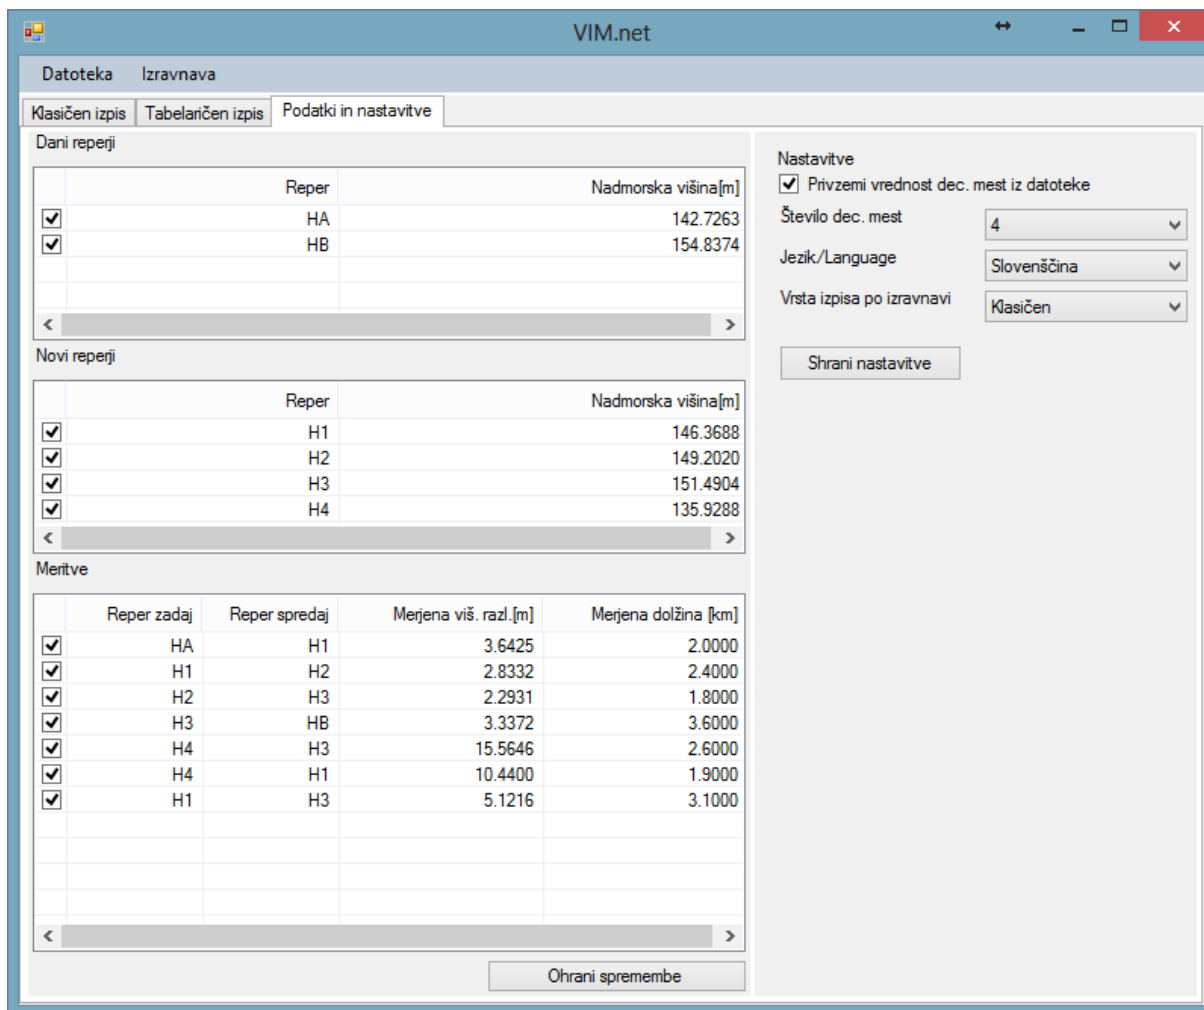 VIM.net
Datoteka Izravnava
Klasičen izpis Tabelaričen izpis Podatki in nastavitve
Dani reperji
Reper Nadmorska višina[m]
HA 142.7263
HB 154.8374
Novi reperji
Reper Nadmorska višina[m]
H1 146.3688
H2 149.2020
H3 151.4904
H4 135.9288
Meritve
Reper zadaj Reper spredaj Merjena viš. razl.[m] Merjena dolžina [km]
HA H1 3.6425 2.0000
H1 H2 2.8332 2.4000
H2 H3 2.2931 1.8000
H3 HB 3.3372 3.6000
H4 H3 15.5646 2.6000
H4 H1 10.4400 1.9000
H1 H3 5.1216 3.1000
Ohrani spremembe
Nastavitve
Privzemi vrednost dec. mest iz datoteke
Število dec. mest 4
Jezik/Language Slovenščina
Vrsta izpisa po izravnavi Klasičen
Shrani nastavitve